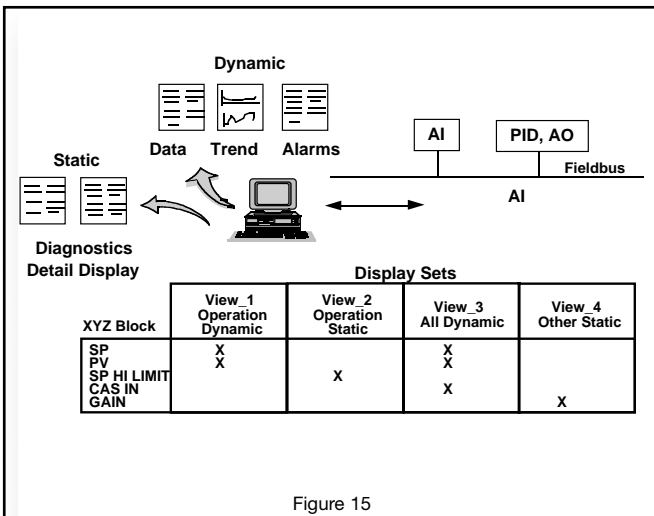 Dynamic
Data Trend Alarms
Static
Diagnostics
Detail Display
AI
PID, AO
Fieldbus
AI
Display Sets
XYZ Block
View_1
Operation
Dynamic
View_2
Operation
Static
View_3
All Dynamic
View_4
Other Static
SP X X
PV X X
SP HI LIMIT X
CAS IN X
GAIN X
Figure 15